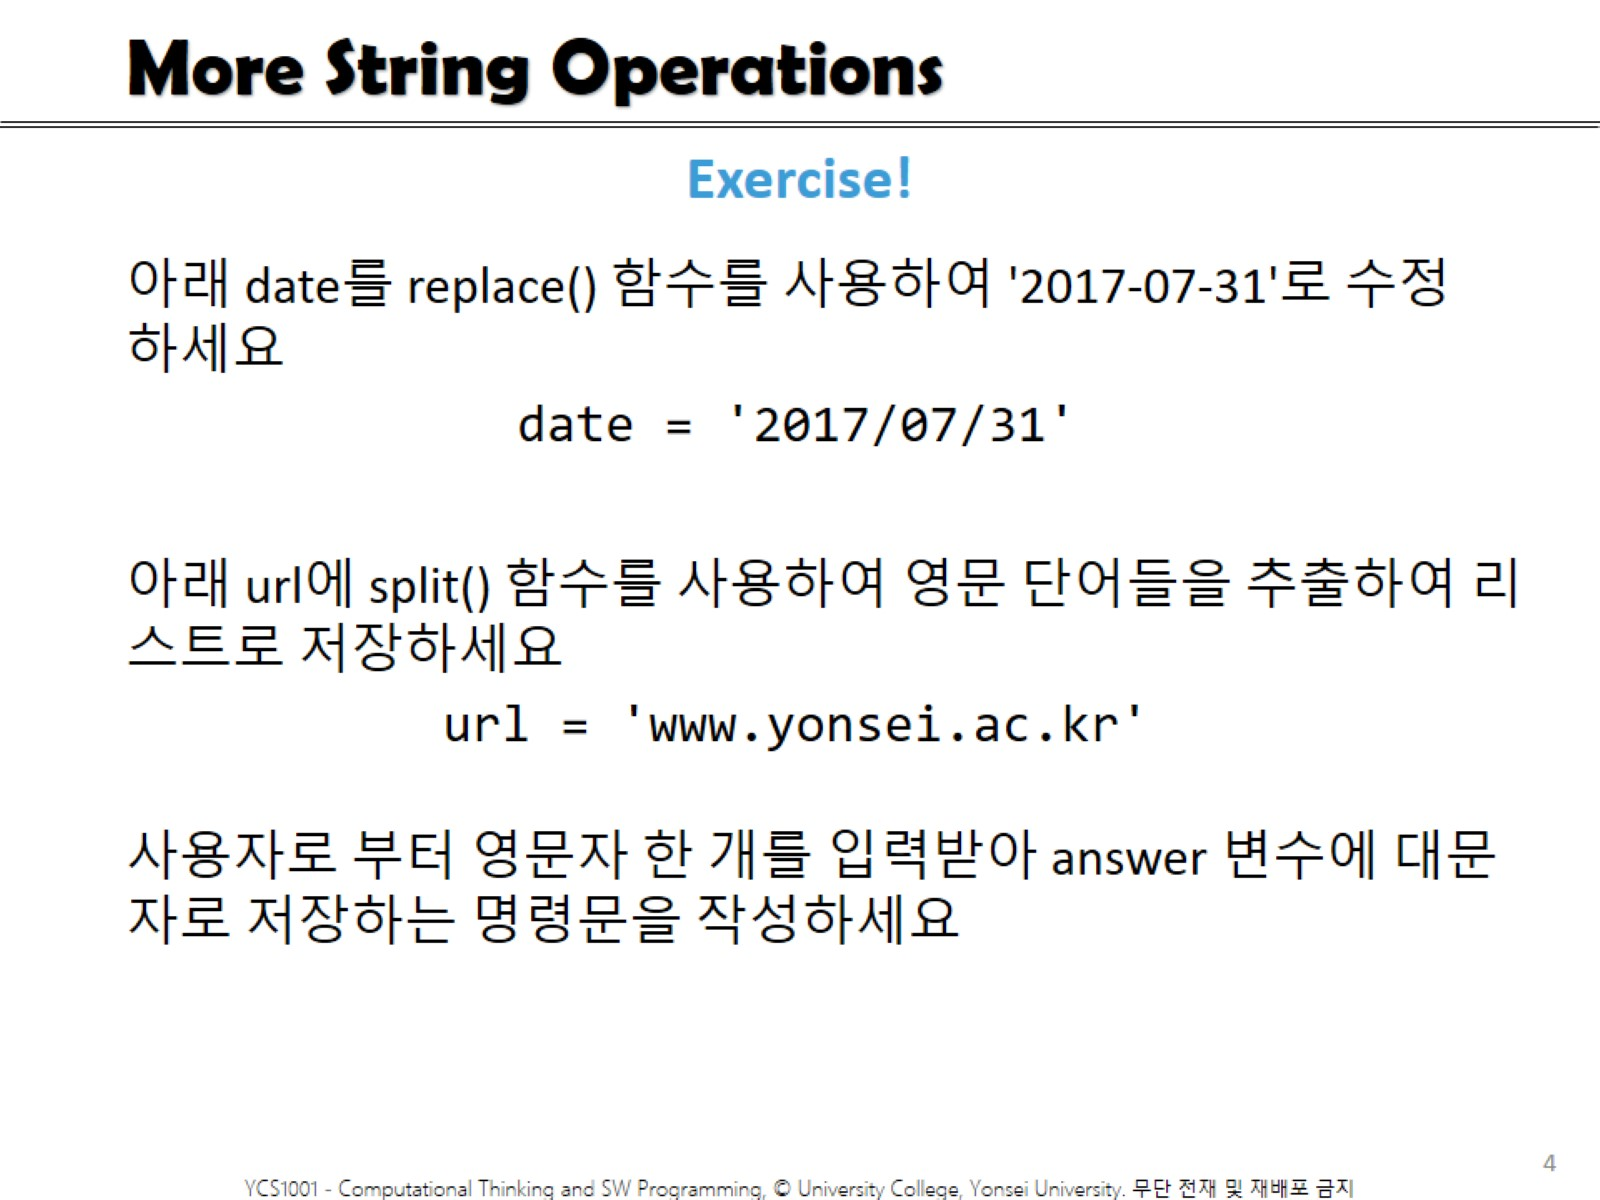 More String Operations
Exercise!
아래 date를 replace() 함수를 사용하여 '2017-07-31'로 수정
하세요
date = '2017/07/31'
아래 url에 split() 함수를 사용하여 영문 단어들을 추출하여 리
스트로 저장하세요
url = 'www.yonsei.ac.kr'
사용자로 부터 영문자 한 개를 입력받아 answer 변수에 대문
자로 저장하는 명령문을 작성하세요
4
YCS1001 - Computational Thinking and SW Programming, © University College, Yonsei University. 무단 전재 및 재배포 금지